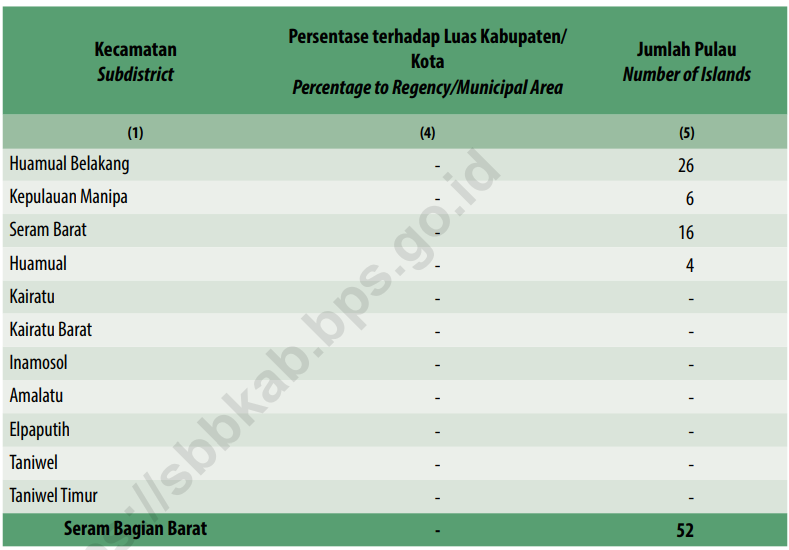 Kecamatan
Subdistrict
Persentase terhadap Luas Kabupaten/
Kota
Percentage to Regency/Municipal Area
Jumlah Pulau
Number of Islands
(1) (4) (5)
Huamual Belakang - 26
Kepulauan Manipa - 6
Seram Barat - 16
Huamual - 4
Kairatu - -
Kairatu Barat - -
Inamosol - -
Amalatu - -
Elpaputih - -
Taniwel - -
Taniwel Timur - -
Seram Bagian Barat - 52
s://sbbkab.bps.go.id